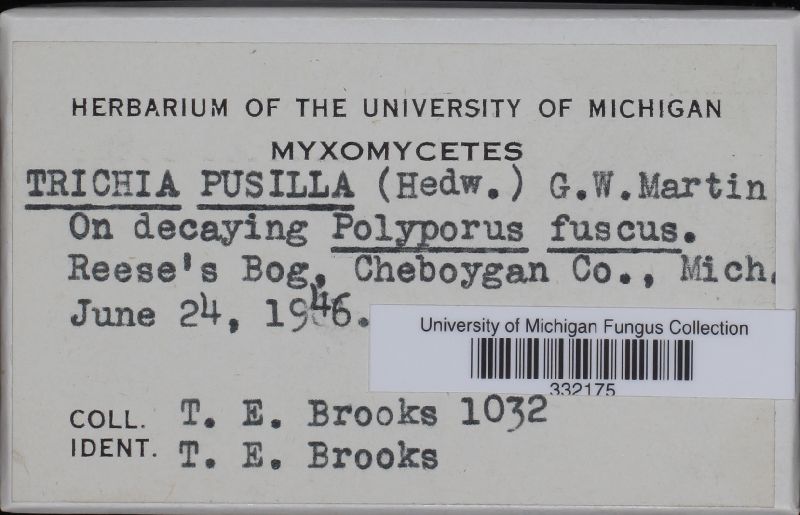 HERBARIUM OF THE UNIVERSITY OF MICHIGAN
MYXOMYCETES
TRICHIA PUSILLA (Hedw.) G.W.Martin
On decaying Polyporus fuscus.
Reese's Bog, Cheboygan Co., Mich.
June 24, 1946.
University of Michigan Fungus Collection
332175
COLL. T. E. Brooks 1032
IDENT. T. E. Brooks